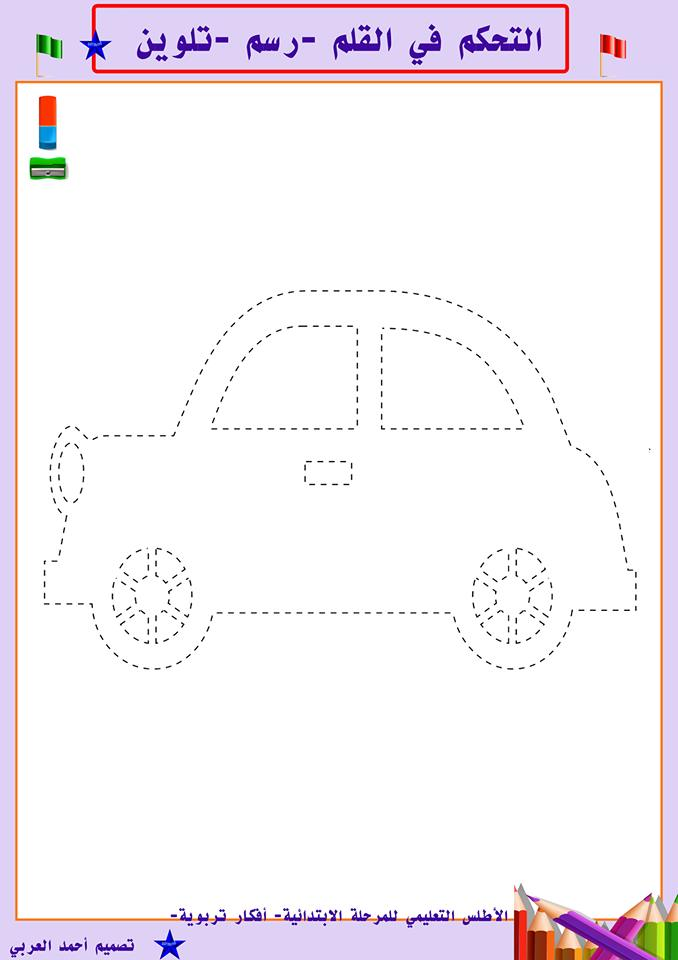 التحكم في القلم -رسم -تلوين
الأطلس التعليمي للمرحلة الابتدائية- أفكار تربوية-
تصميم أحمد العربي